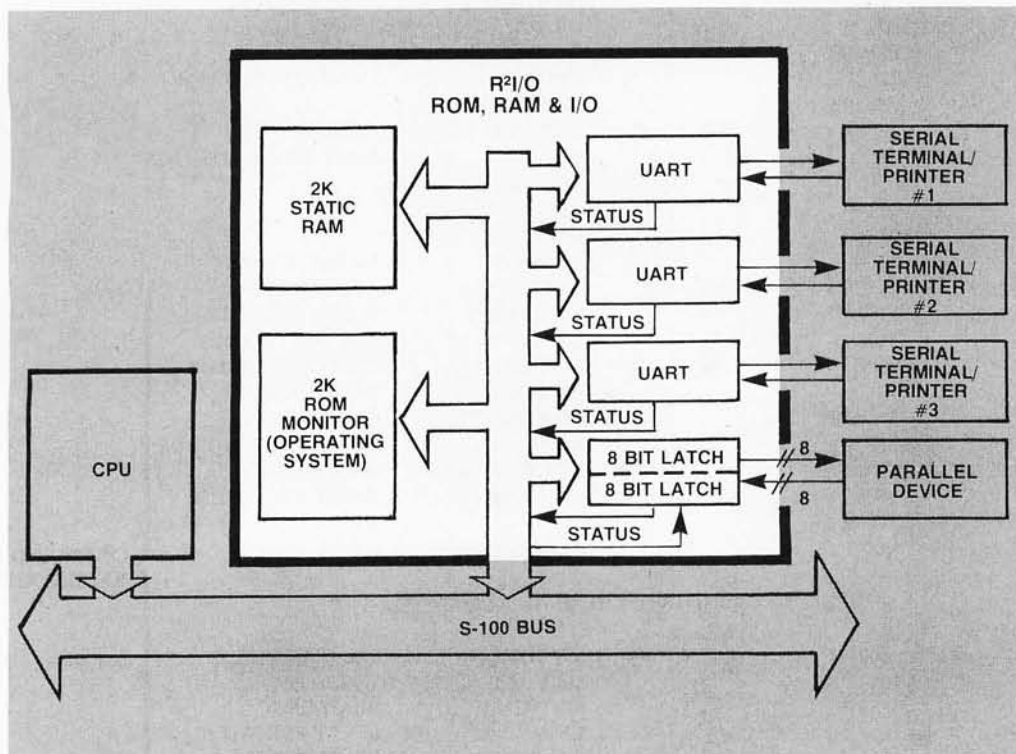 R²I/O
ROM, RAM & I/O
2K
STATIC
RAM
UART
STATUS
SERIAL
TERMINAL/
PRINTER
#1
UART
STATUS
SERIAL
TERMINAL/
PRINTER
#2
2K
ROM
MONITOR
(OPERATING
SYSTEM)
UART
STATUS
SERIAL
TERMINAL/
PRINTER
#3
CPU
8 BIT LATCH
8 BIT LATCH
STATUS
8
8
PARALLEL
DEVICE
S-100 BUS